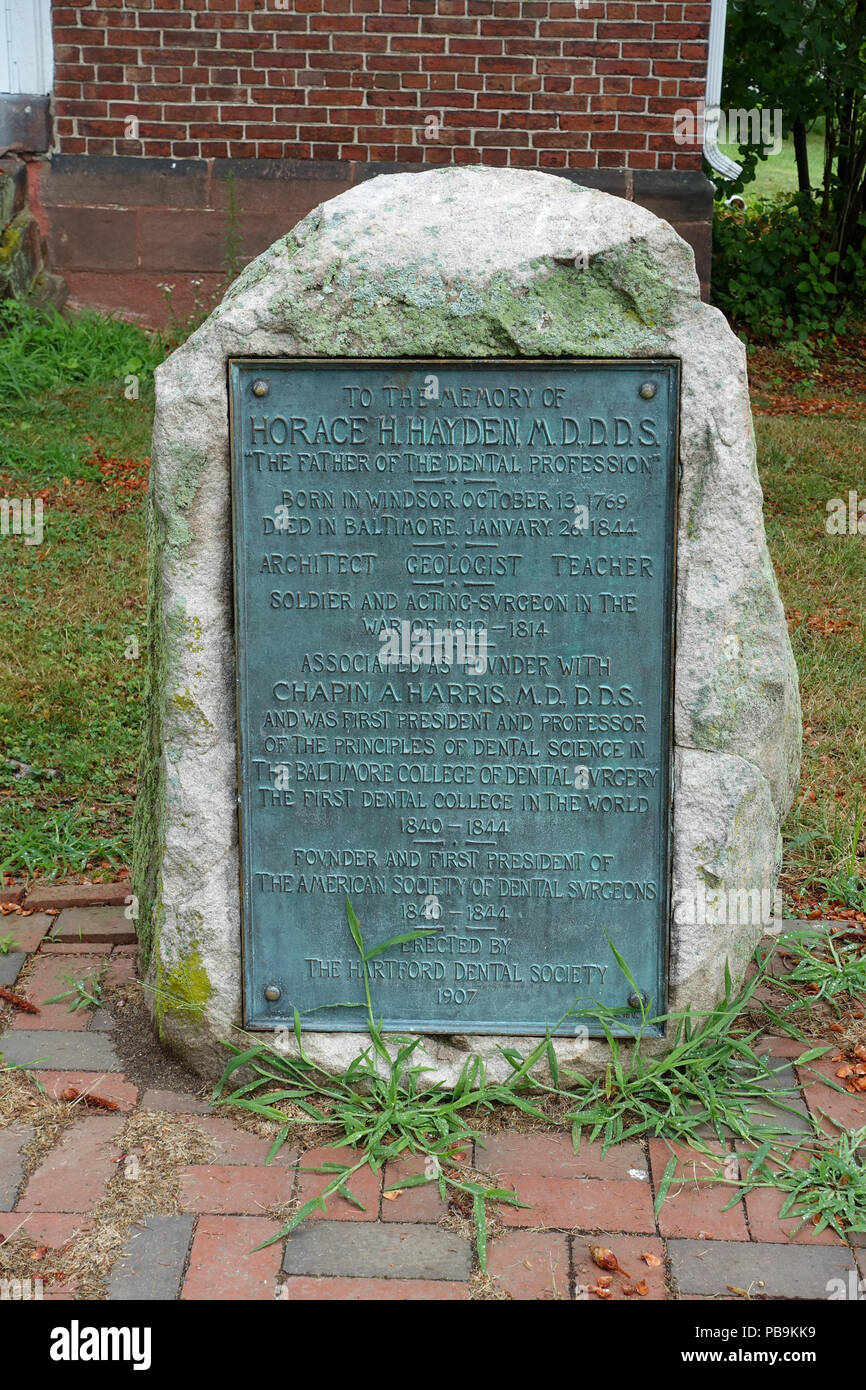 TO THE MEMORY OF
HORACE H. HAYDEN, M.D., D.D.S.
"THE FATHER OF THE DENTAL PROFESSION"
BORN IN WINDSOR, OCTOBER, 13, 1769
DIED IN BALTIMORE, JANVARY, 26, 1844
ARCHITECT GEOLOGIST TEACHER
SOLDIER AND ACTING-SVRGEON IN THE
WAR OF 1812-1814
ASSOCIATED AS FOVNDER WITH
CHAPIN A. HARRIS, M.D., D.D.S.
AND WAS FIRST PRESIDENT AND PROFESSOR
OF THE PRINCIPLES OF DENTAL SCIENCE IN
THE BALTIMORE COLLEGE OF DENTAL SVRGERY
THE FIRST DENTAL COLLEGE IN THE WORLD
1840-1844
FOVNDER AND FIRST PRESIDENT OF
THE AMERICAN SOCIETY OF DENTAL SVRGEONS
1840-1844
ERECTED BY
THE HARTFORD DENTAL SOCIETY
1907
alamy
Image ID: PB9KK9
www.alamy.com